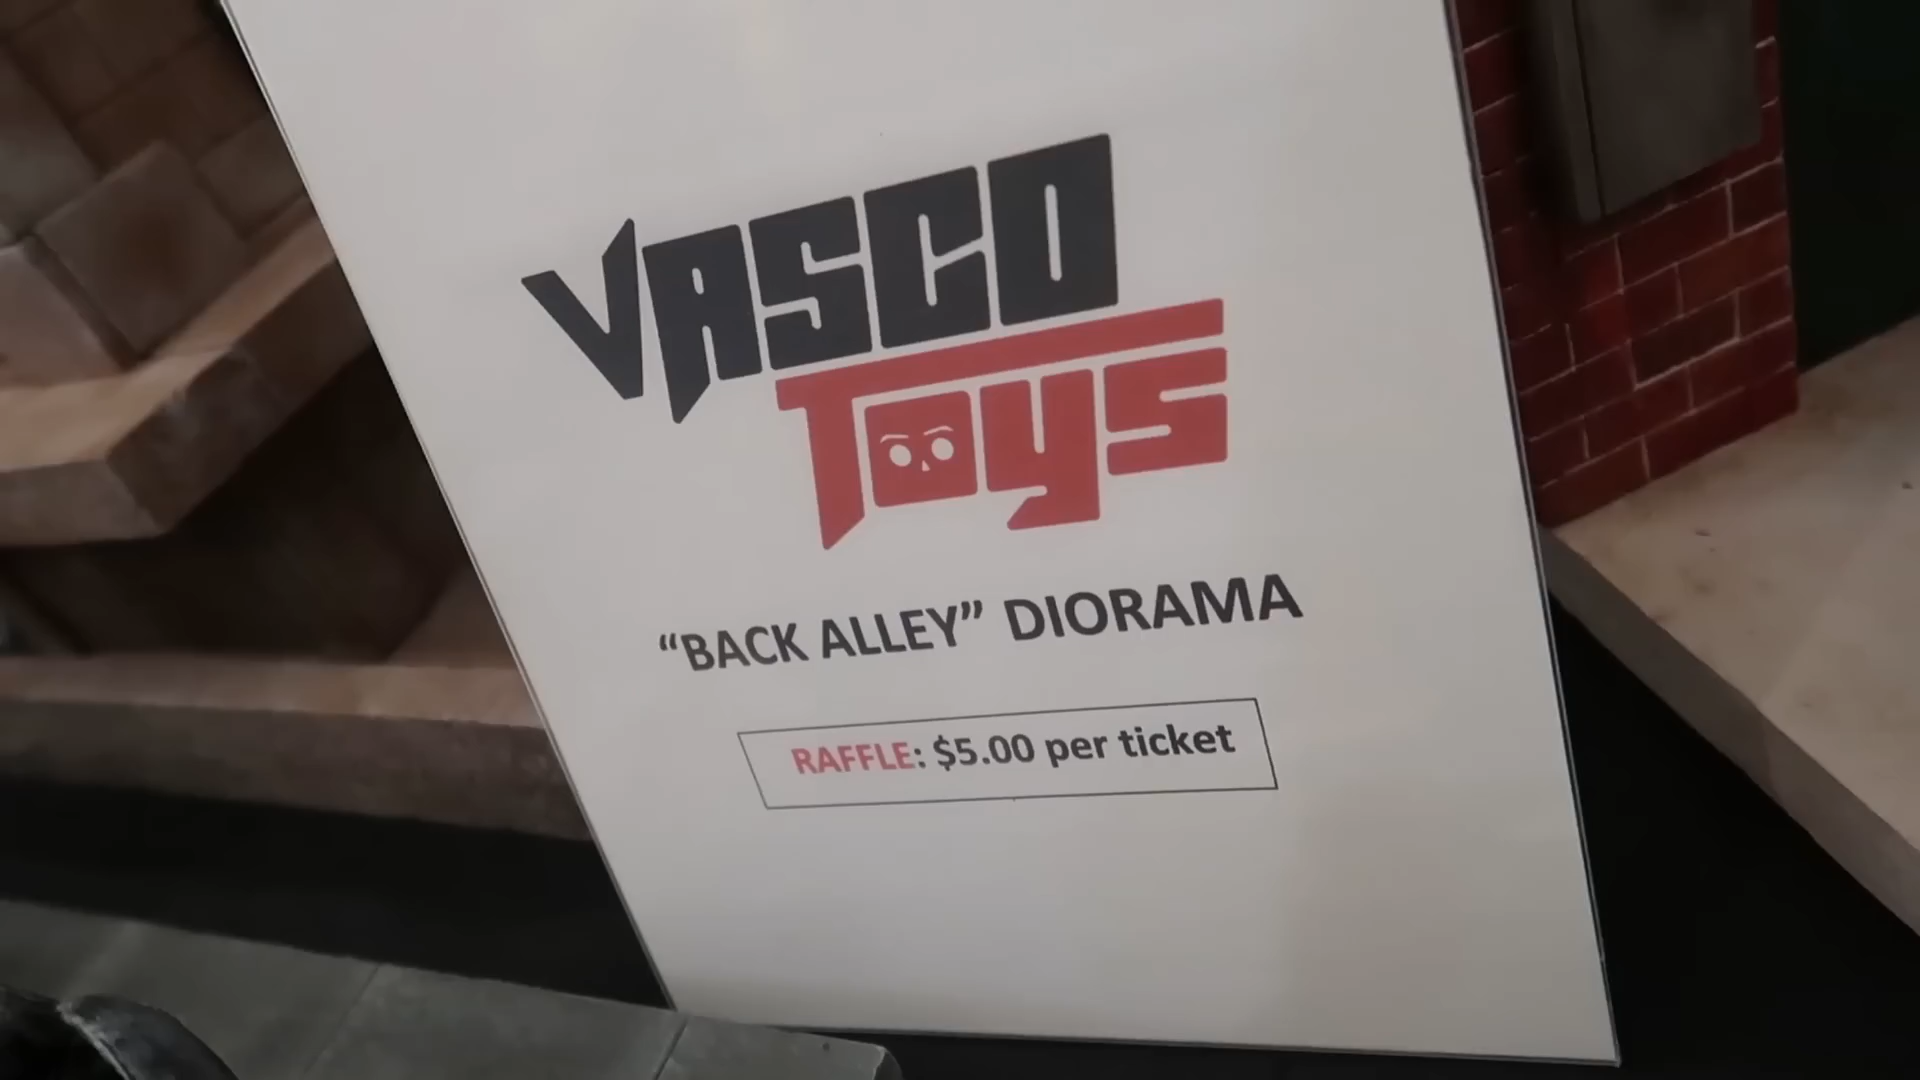 VASCO
Toys
“BACK ALLEY” DIORAMA
RAFFLE: $5.00 per ticket